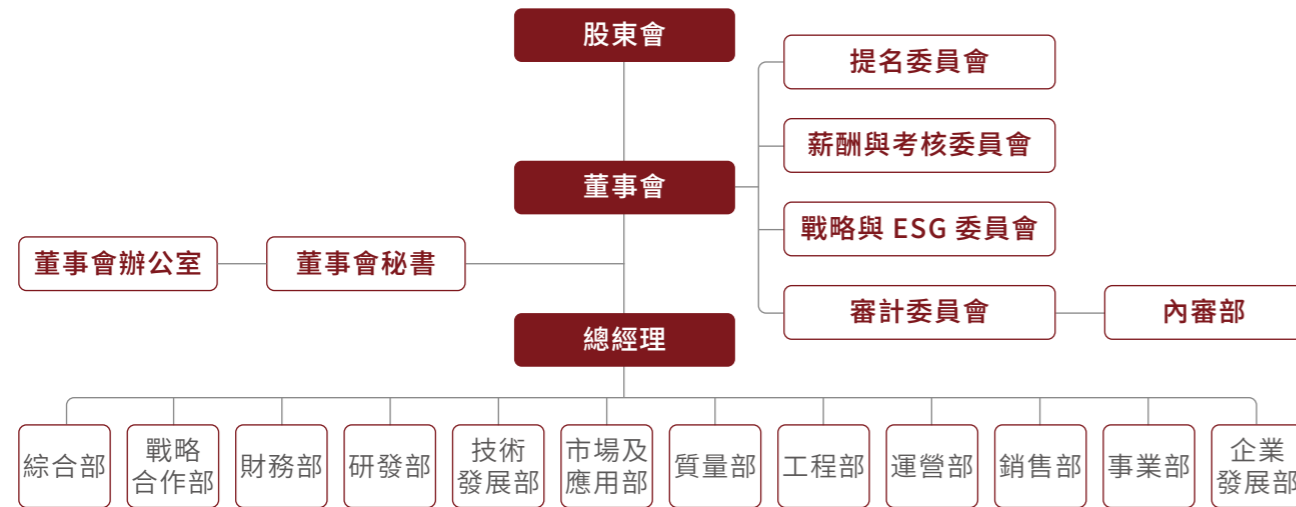 股東會
提名委員會
薪酬與考核委員會
董事會
戰略與 ESG 委員會
董事會辦公室
董事會秘書
審計委員會
內審部
總經理
綜合部
戰略
合作部
財務部
研發部
技術
發展部
市場及
應用部
質量部
工程部
運營部
銷售部
事業部
企業
發展部